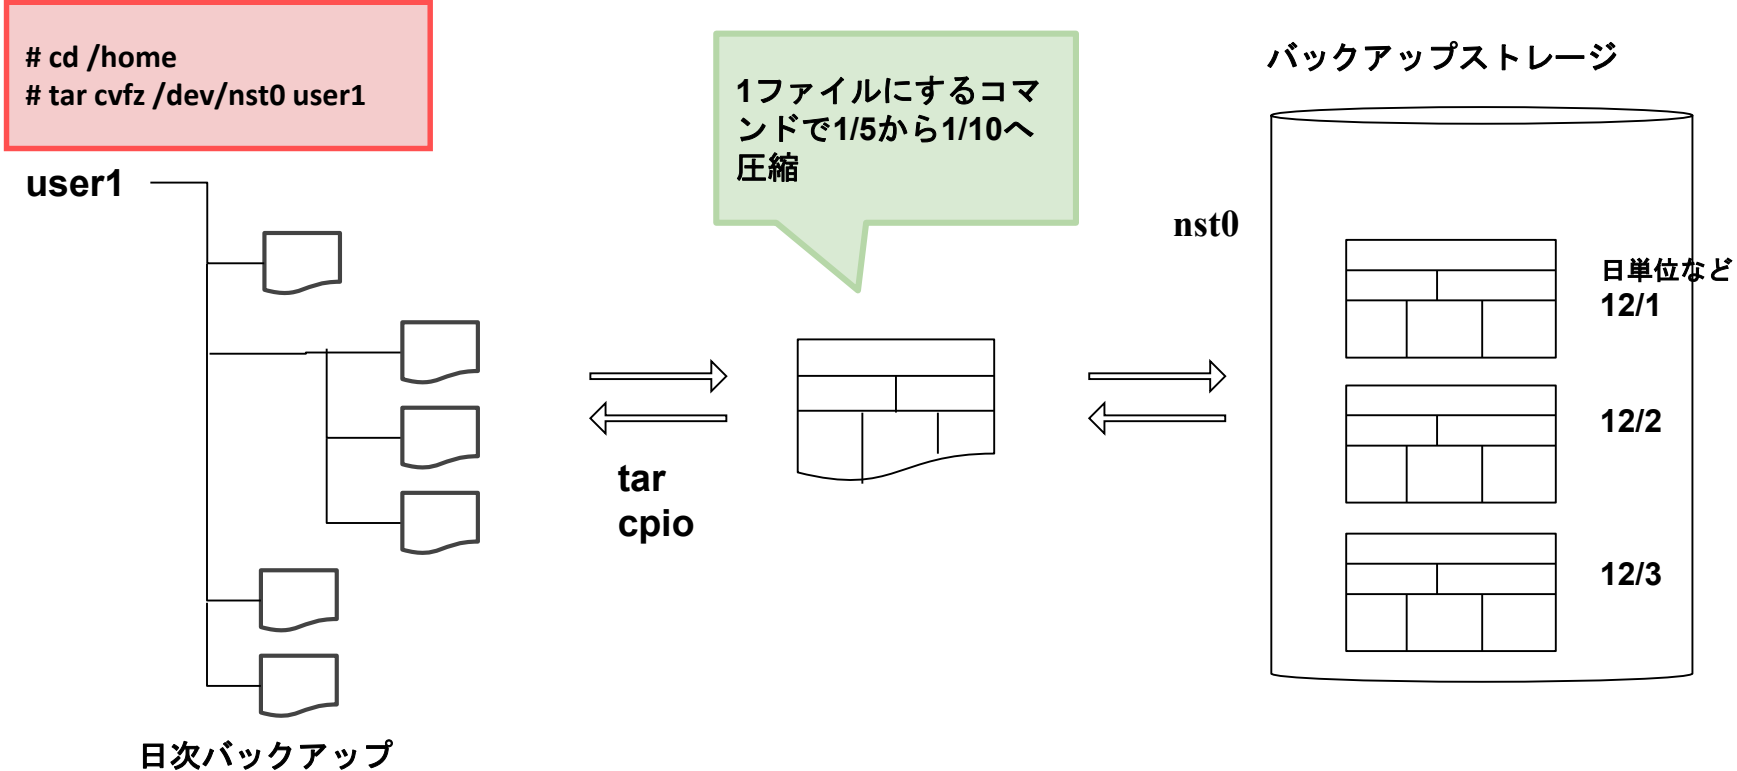 # cd /home
# tar cvfz /dev/nst0 user1
user1
1ファイルにするコマ
ンドで1/5から1/10へ
圧縮
バックアップストレージ
nst0
日単位など
12/1
12/2
12/3
tar
cpio
日次バックアップ